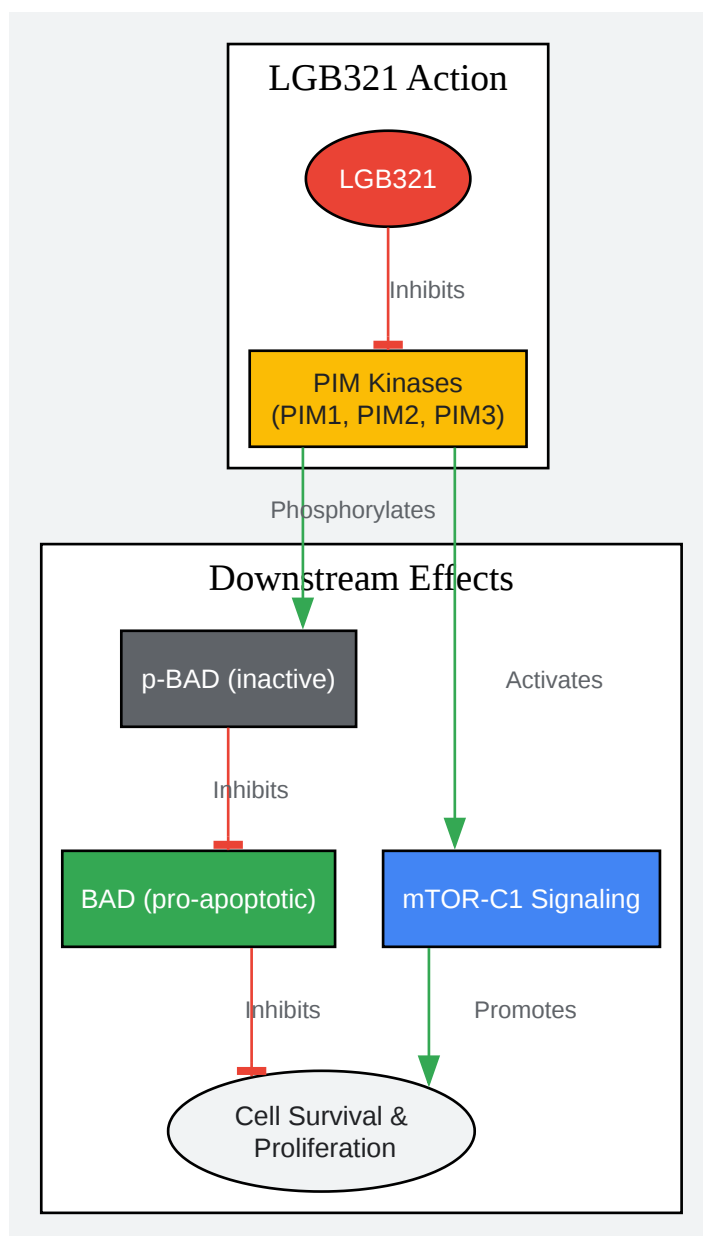 LGB321 Action
LGB321
Inhibits
PIM Kinases
(PIM1, PIM2, PIM3)
Phosphorylates
Downstream Effects
p-BAD (inactive)
Activates
Inhibits
BAD (pro-apoptotic)
mTOR-C1 Signaling
Inhibits
Promotes
Cell Survival &
Proliferation